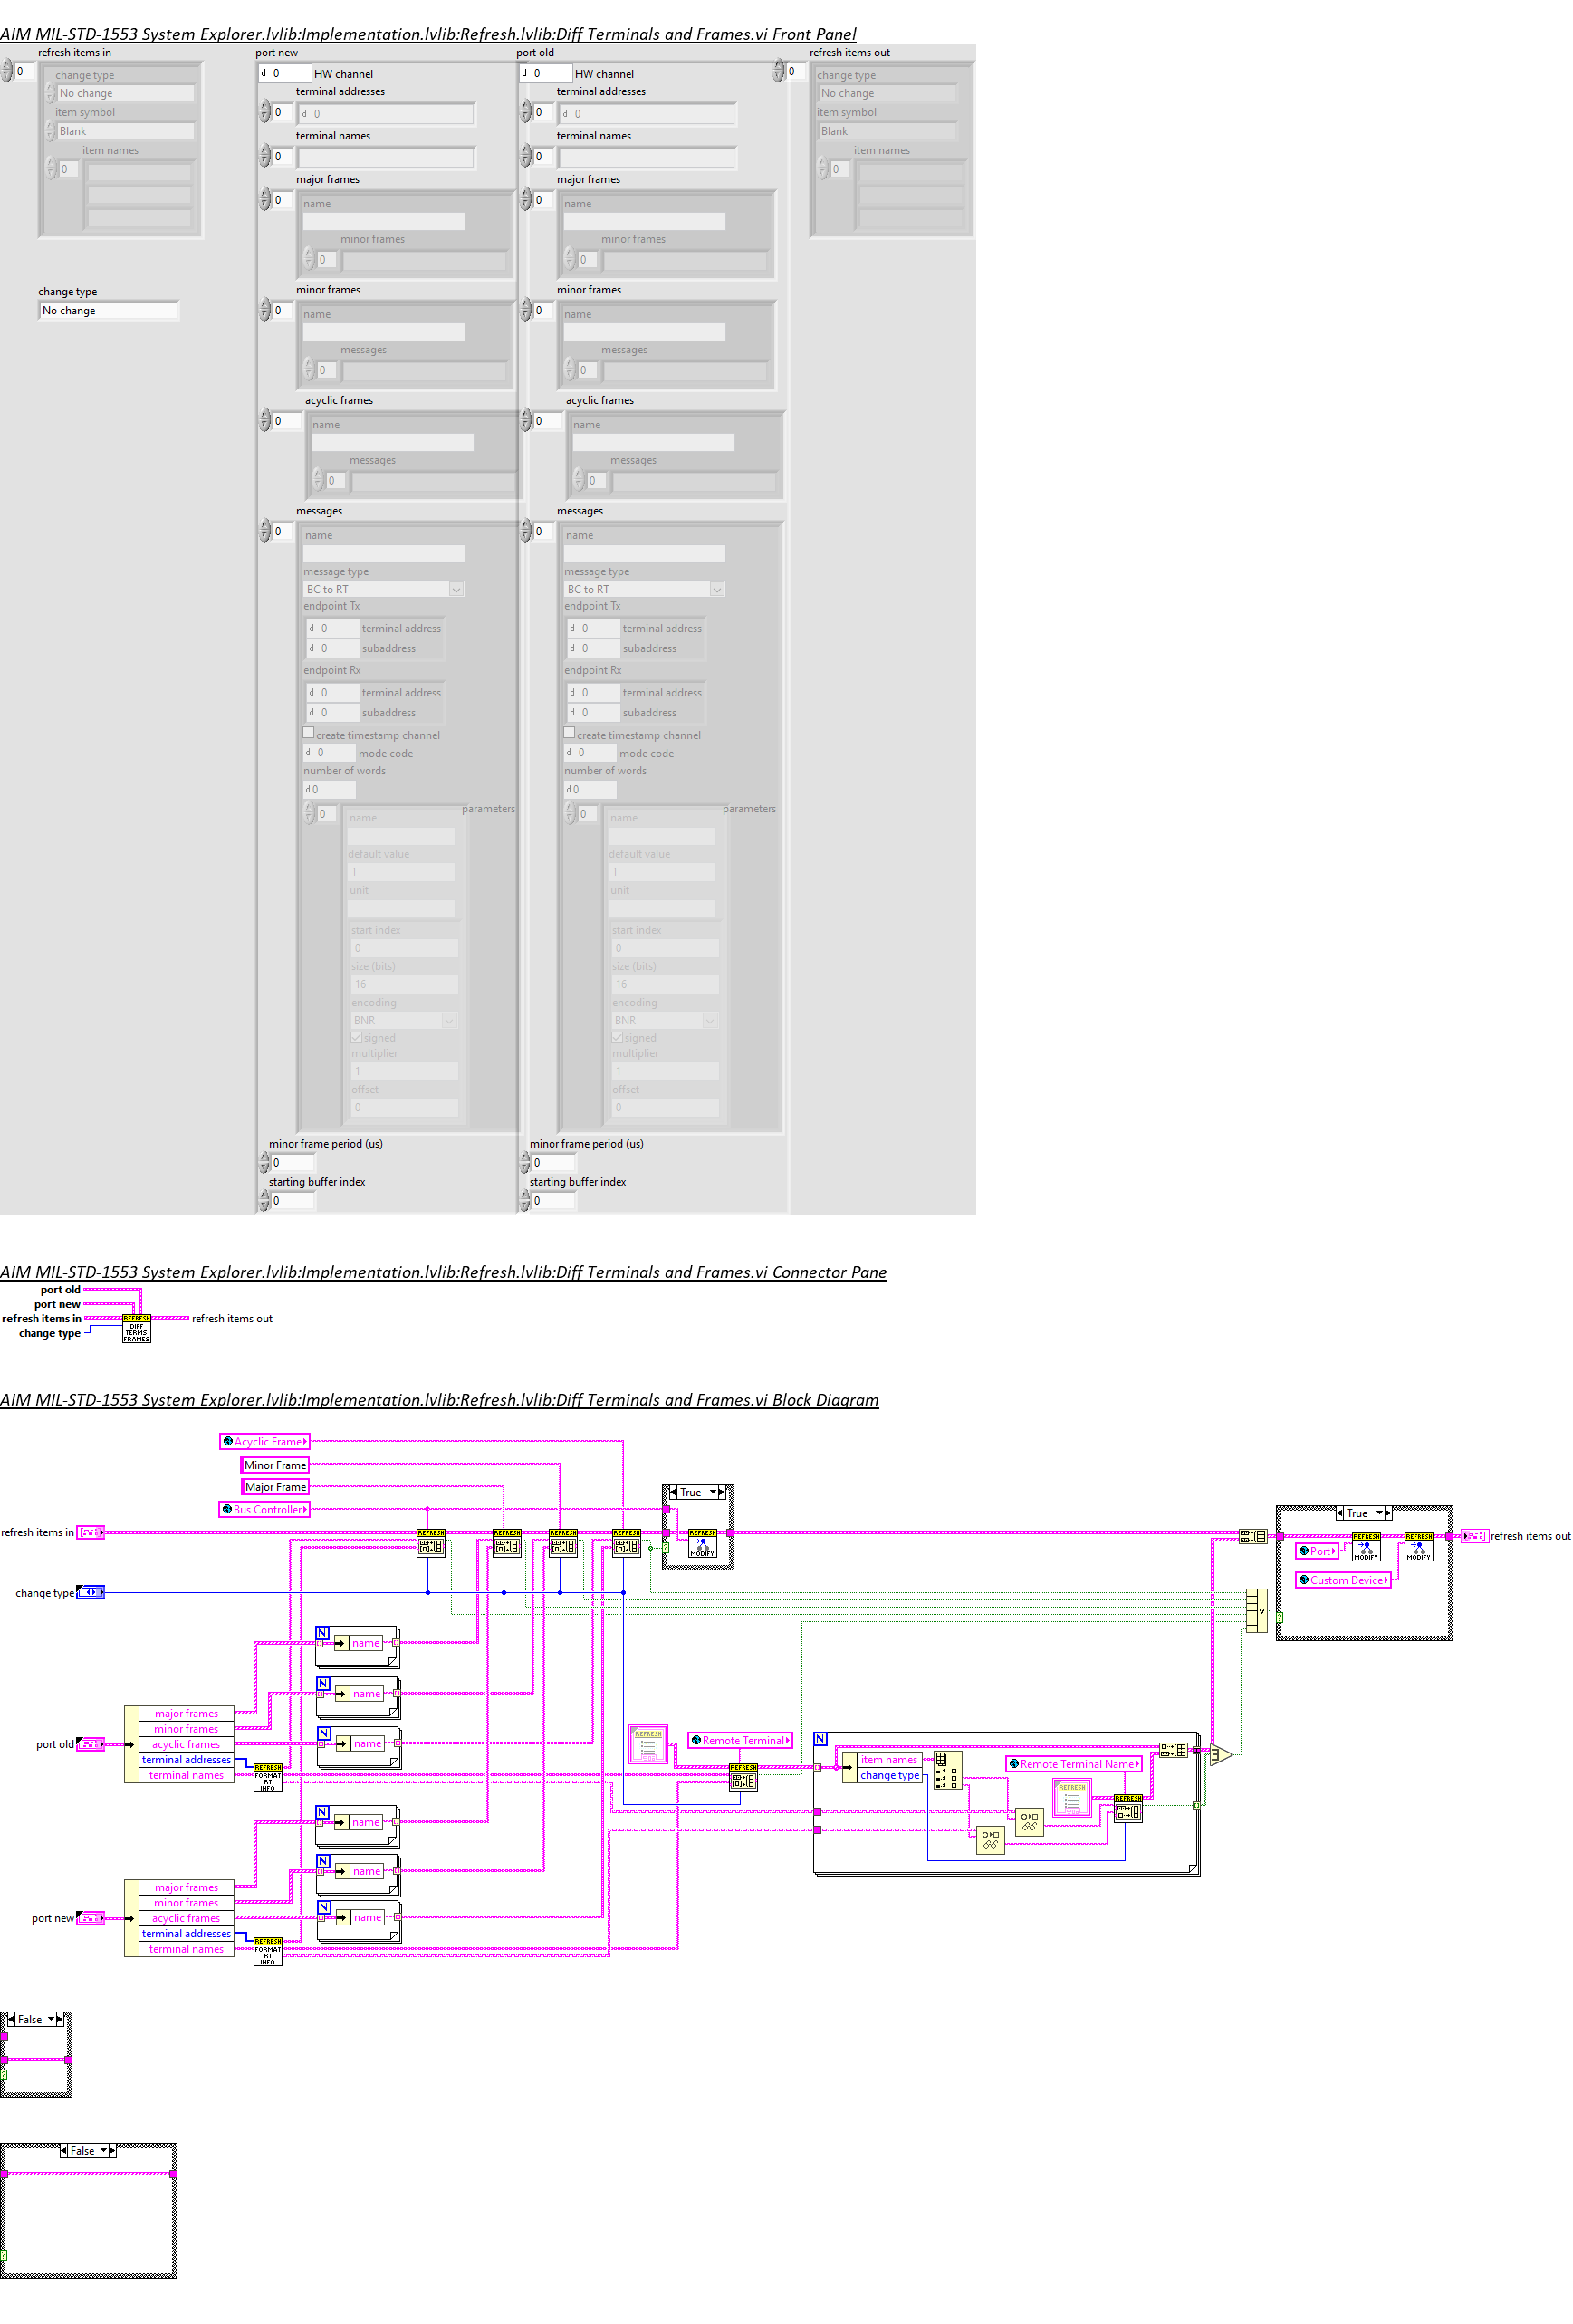 AIM MIL-STD-1553 System Explorer.lvlib:Implementation.lvlib:Refresh.lvlib:Diff Terminals and Frames.vi Front Panel
refresh items in
port new
port old
refresh items out
0
change type
No change
item symbol
Blank
item names
0
d 0 HW channel
terminal addresses
0
d 0
terminal names
0
major frames
0
name
minor frames
0
minor frames
0
name
messages
0
acyclic frames
0
name
messages
0
messages
0
name
message type
BC to RT
endpoint Tx
d 0 terminal address
d 0 subaddress
endpoint Rx
d 0 terminal address
d 0 subaddress
create timestamp channel
d 0 mode code
number of words
d 0
0
parameters
name
default value
1
unit
start index
0
size (bits)
16
encoding
BNR
signed
multiplier
1
offset
0
minor frame period (us)
0
starting buffer index
0
d 0 HW channel
terminal addresses
0
d 0
terminal names
0
major frames
0
name
minor frames
0
minor frames
0
name
messages
0
acyclic frames
0
name
messages
0
messages
0
name
message type
BC to RT
endpoint Tx
d 0 terminal address
d 0 subaddress
endpoint Rx
d 0 terminal address
d 0 subaddress
create timestamp channel
d 0 mode code
number of words
d 0
0
parameters
name
default value
1
unit
start index
0
size (bits)
16
encoding
BNR
signed
multiplier
1
offset
0
minor frame period (us)
0
starting buffer index
0
0
change type
No change
item symbol
Blank
item names
0
change type
No change
AIM MIL-STD-1553 System Explorer.lvlib:Implementation.lvlib:Refresh.lvlib:Diff Terminals and Frames.vi Connector Pane
port old
port new
refresh items in
change type
REFRESH
DIFF
TERMS
FRAMES
refresh items out
AIM MIL-STD-1553 System Explorer.lvlib:Implementation.lvlib:Refresh.lvlib:Diff Terminals and Frames.vi Block Diagram
Acyclic Frame
Minor Frame
Major Frame
Bus Controller
True
True
refresh items in
REFRESH
REFRESH
REFRESH
REFRESH
REFRESH
MODIFY
REFRESH
MODIFY
REFRESH
MODIFY
refresh items out
Port
Custom Device
change type
N
name
N
name
N
name
port old
major frames
minor frames
acyclic frames
terminal addresses
terminal names
REFRESH
FORMAT
RT
INFO
REFRESH
Remote Terminal
REFRESH
N
item names
change type
Remote Terminal Name
REFRESH
REFRESH
N
name
N
name
N
name
port new
major frames
minor frames
acyclic frames
terminal addresses
terminal names
REFRESH
FORMAT
RT
INFO
False
False